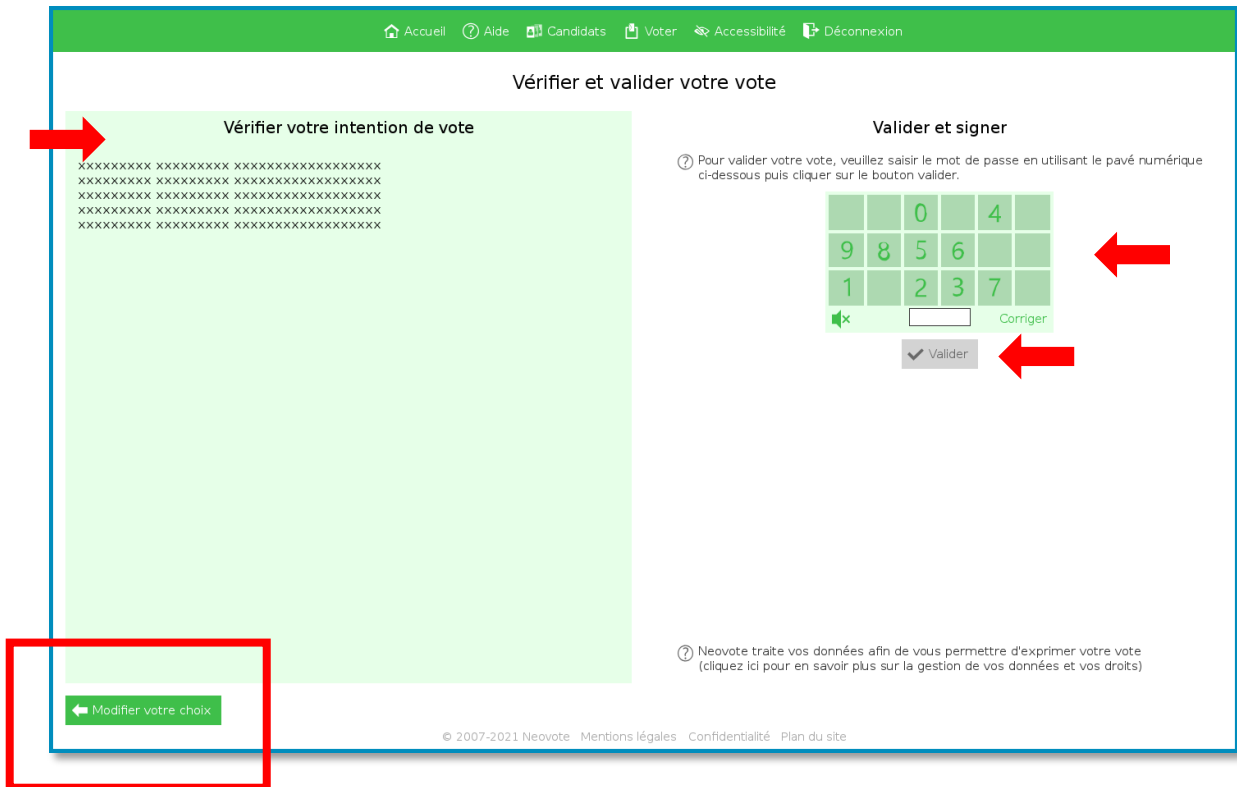 Accueil Aide Candidats Voter Accessibilité Déconnexion
Vérifier et valider votre vote
Vérifier votre intention de vote
xxxxxxxxx xxxxxxxxx xxxxxxxxxxxxxxxxxx
xxxxxxxxx xxxxxxxxx xxxxxxxxxxxxxxxxxx
xxxxxxxxx xxxxxxxxx xxxxxxxxxxxxxxxxxx
xxxxxxxxx xxxxxxxxx xxxxxxxxxxxxxxxxxx
xxxxxxxxx xxxxxxxxx xxxxxxxxxxxxxxxxxx
Valider et signer
Pour valider votre vote, veuillez saisir le mot de passe en utilisant le pavé numérique
ci-dessous puis cliquer sur le bouton valider.
0 4
9 8 5 6
1 2 3 7
Corriger
Valider
Neovote traite vos données afin de vous permettre d'exprimer votre vote
(cliquez ici pour en savoir plus sur la gestion de vos données et vos droits)
Modifier votre choix
© 2007-2021 Neovote Mentions légales Confidentialité Plan du site